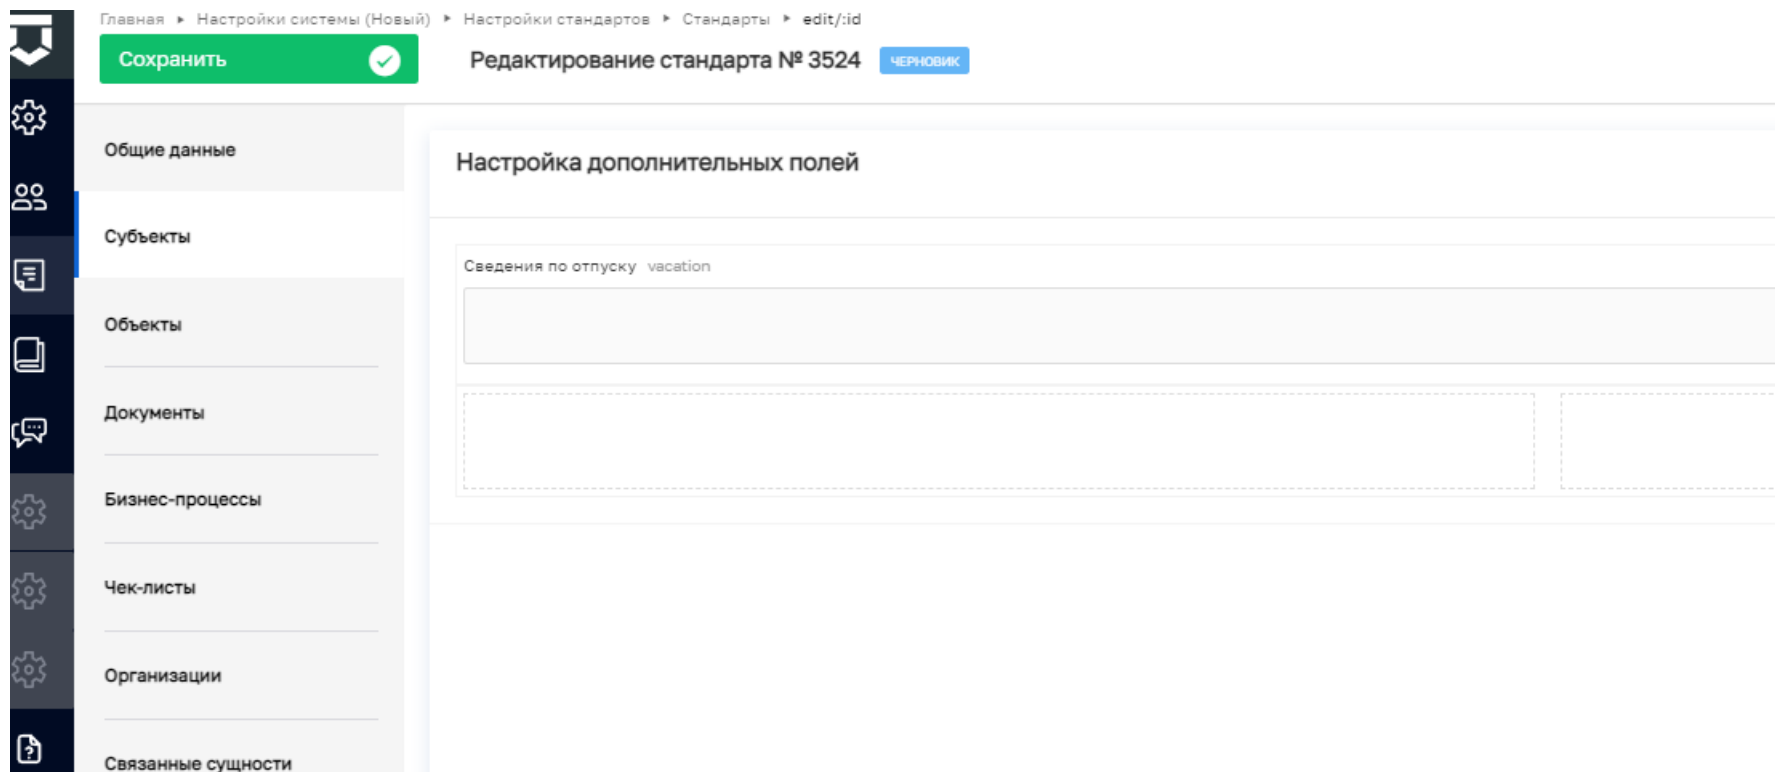 Главная ▸ Настройки системы (Новый) ▸ Настройки стандартов ▸ Стандарты ▸ edit/:id
Сохранить
Редактирование стандарта № 3524 ЧЕРНОВИК
Общие данные
Субъекты
Объекты
Документы
Бизнес-процессы
Чек-листы
Организации
Связанные сущности
Настройка дополнительных полей
Сведения по отпуску vacation